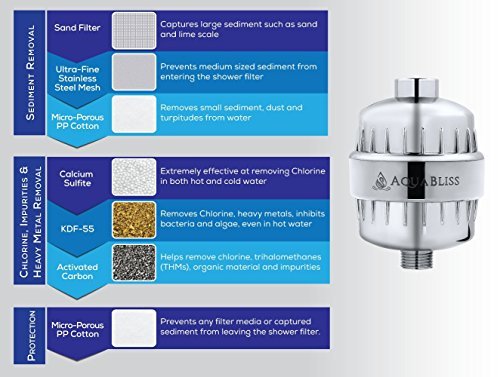 SEDIMENT REMOVAL
Sand Filter
Captures large sediment such as sand
and lime scale
Ultra-Fine
Stainless
Steel Mesh
Prevents medium sized sediment from
entering the shower filter
Micro-Porous
PP Cotton
Removes small sediment, dust and
turpitudes from water
CHLORINE, IMPURITIES &
HEAVY METAL REMOVAL
Calcium
Sulfite
Extremely effective at removing Chlorine
in both hot and cold water
KDF-55
Removes Chlorine, heavy metals, inhibits
bacteria and algae, even in hot water
Activated
Carbon
Helps remove chlorine, trihalomethanes
(THMs), organic material and impurities
PROTECTION
Micro-Porous
PP Cotton
Prevents any filter media or captured
sediment from leaving the shower filter.
AQUABLISS